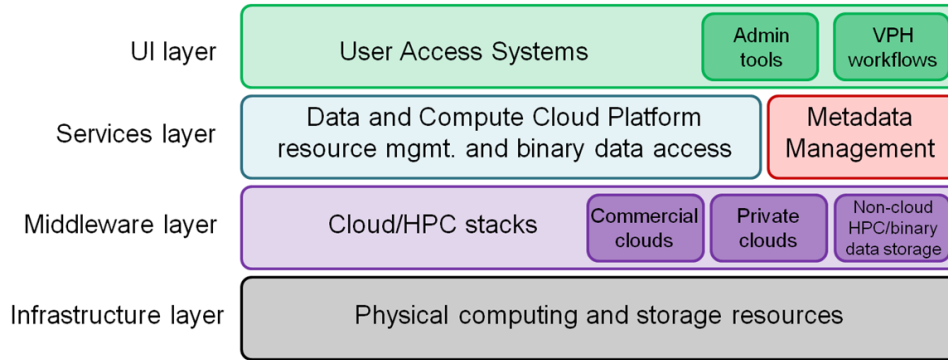 UI layer
User Access Systems
Admin
tools
VPH
workflows
Services layer
Data and Compute Cloud Platform
resource mgmt. and binary data access
Metadata
Management
Middleware layer
Cloud/HPC stacks
Commercial
clouds
Private
clouds
Non-cloud
HPC/binary
data storage
Infrastructure layer
Physical computing and storage resources